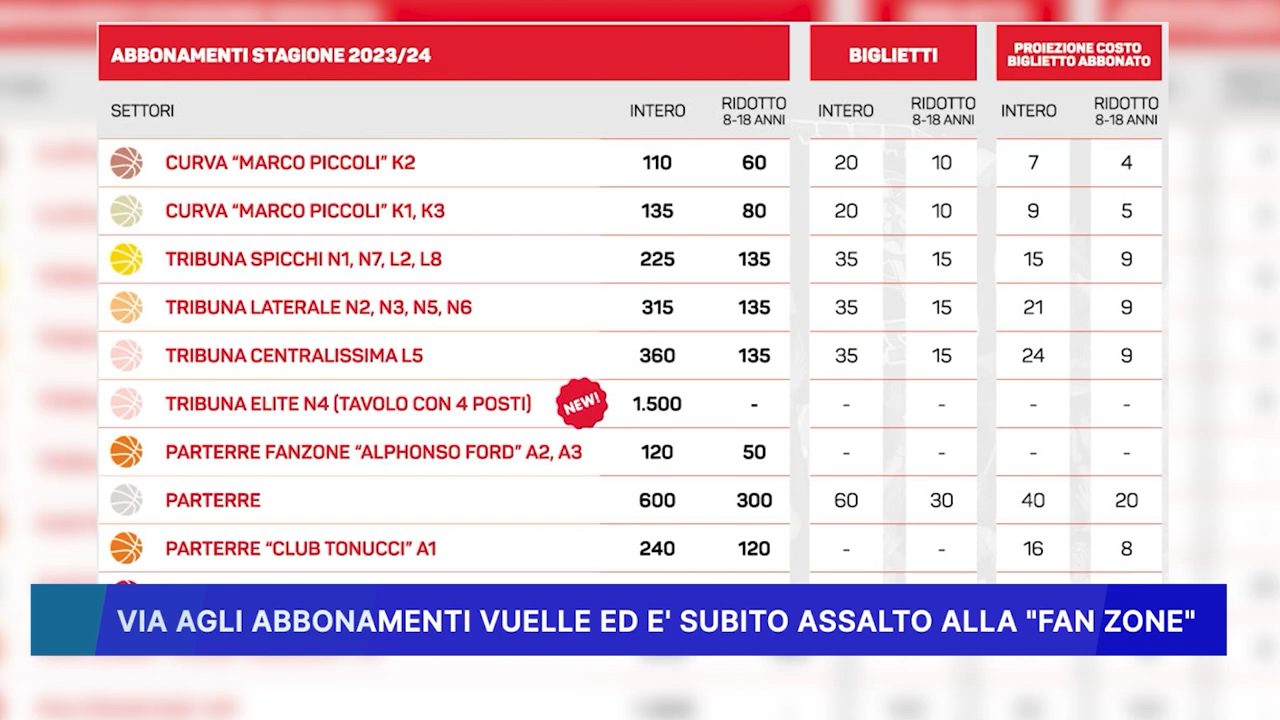 ABBONAMENTI STAGIONE 2023/24 BIGLIETTI PROIEZIONE COSTO BIGLIETTO ABBONATO
SETTORI INTERO RIDOTTO 8-18 ANNI INTERO RIDOTTO 8-18 ANNI INTERO RIDOTTO 8-18 ANNI
CURVA “MARCO PICCOLI” K2 110 60 20 10 7 4
CURVA “MARCO PICCOLI” K1, K3 135 80 20 10 9 5
TRIBUNA SPICCHI N1, N7, L2, L8 225 135 35 15 15 9
TRIBUNA LATERALE N2, N3, N5, N6 315 135 35 15 21 9
TRIBUNA CENTRALISSIMA L5 360 135 35 15 24 9
TRIBUNA ELITE N4 (TAVOLO CON 4 POSTI) NEW! 1.500 - - - - -
PARTERRE FANZONE “ALPHONSO FORD” A2, A3 120 50 - - - -
PARTERRE 600 300 60 30 40 20
PARTERRE “CLUB TONUCCI” A1 240 120 - - 16 8
VIA AGLI ABBONAMENTI VUELLE ED E' SUBITO ASSALTO ALLA "FAN ZONE"